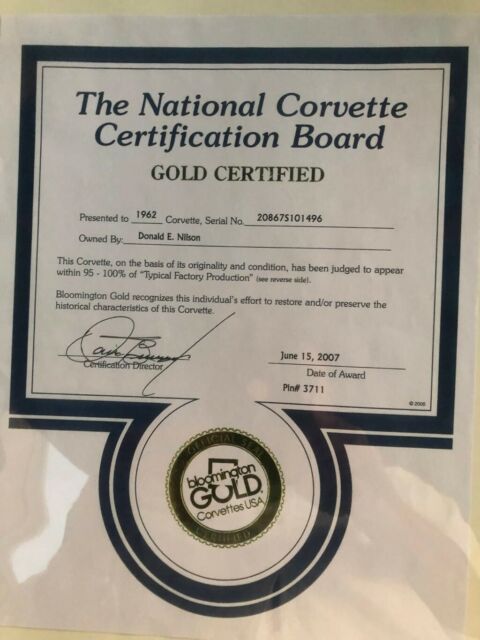 The National Corvette
Certification Board
GOLD CERTIFIED
Presented to 1962 Corvette, Serial No. 20867S101496
Owned By: Donald E. Nilson
This Corvette, on the basis of its originality and condition, has been judged to appear
within 95 - 100% of "Typical Factory Production" (see reverse side).
Bloomington Gold recognizes this individual's effort to restore and/or preserve the
historical characteristics of this Corvette.
Certification Director
June 15, 2007
Date of Award
Pln# 3711
OFFICIAL SEAL
bloomington
GOLD
Corvettes USA
CERTIFIED